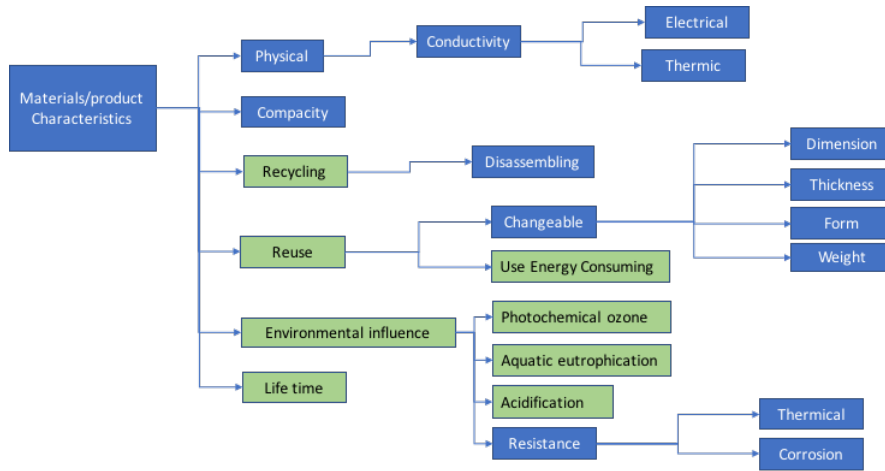 Materials/product
Characteristics
Physical
Conductivity
Electrical
Thermic
Compacity
Recycling
Disassembling
Reuse
Changeable
Dimension
Thickness
Form
Weight
Use Energy Consuming
Environmental influence
Photochemical ozone
Aquatic eutrophication
Acidification
Resistance
Thermical
Corrosion
Life time